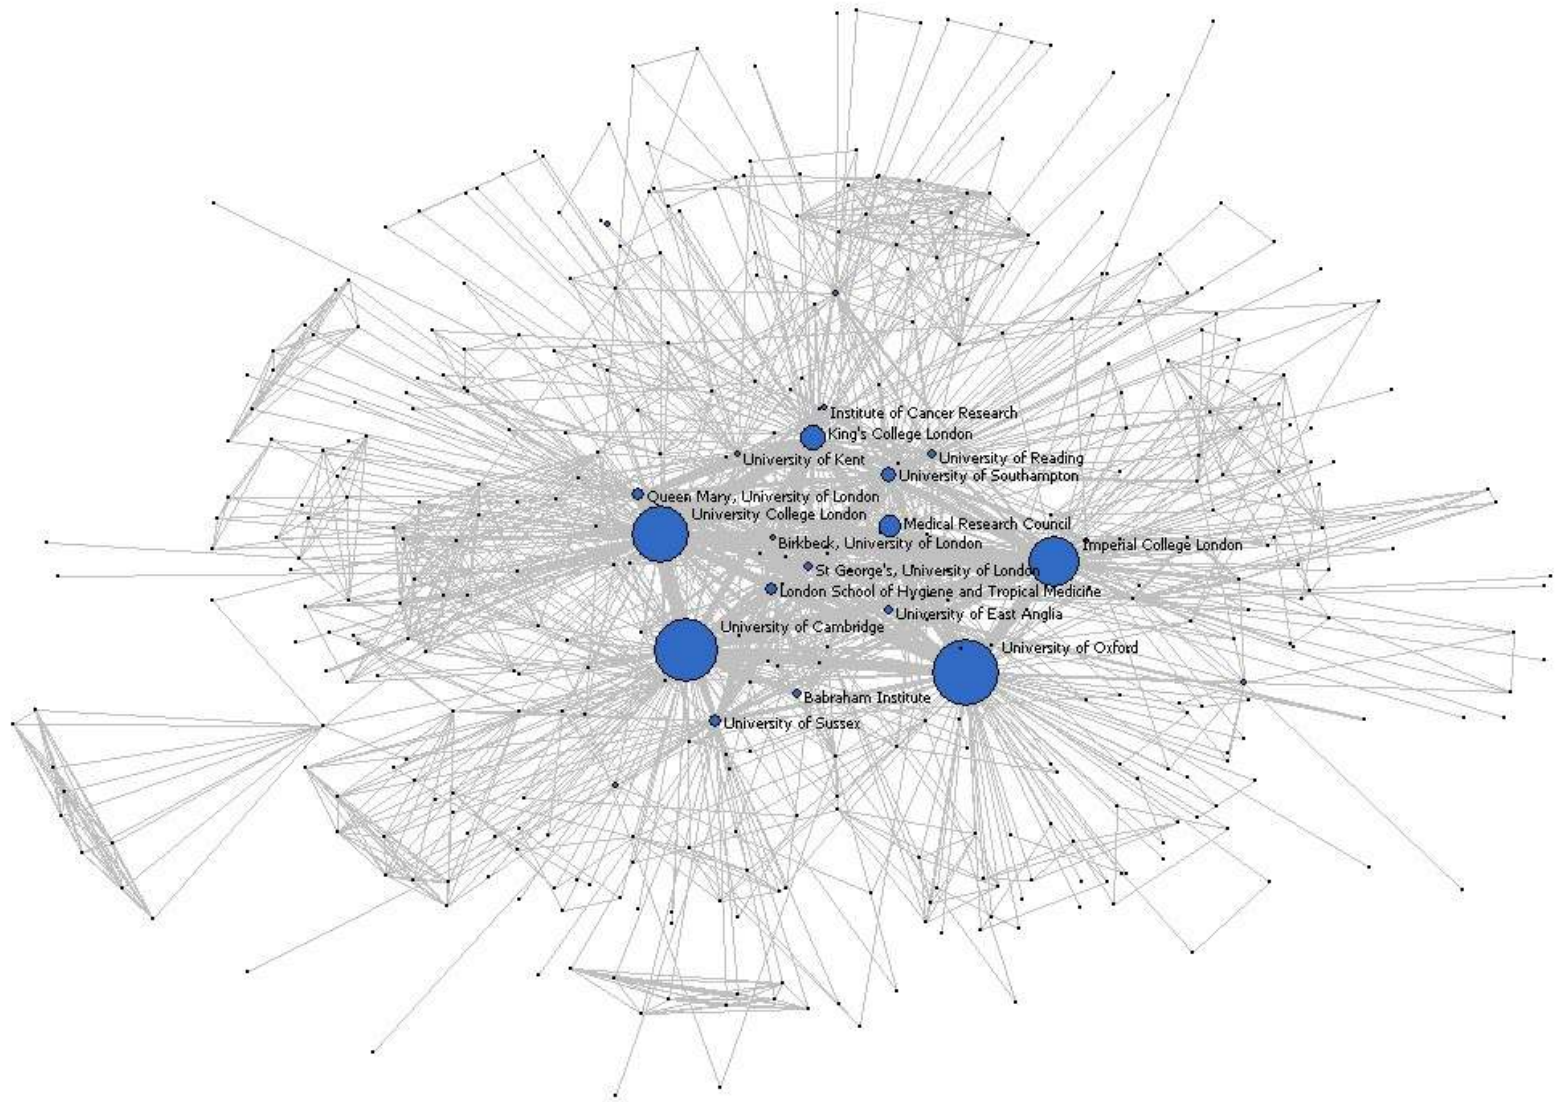 Institute of Cancer Research
King's College London
University of Kent
University of Reading
University of Southampton
Queen Mary, University of London
University College London
Medical Research Council
Birkbeck, University of London
Imperial College London
St George's, University of London
London School of Hygiene and Tropical Medicine
University of East Anglia
University of Cambridge
University of Oxford
Babraham Institute
University of Sussex